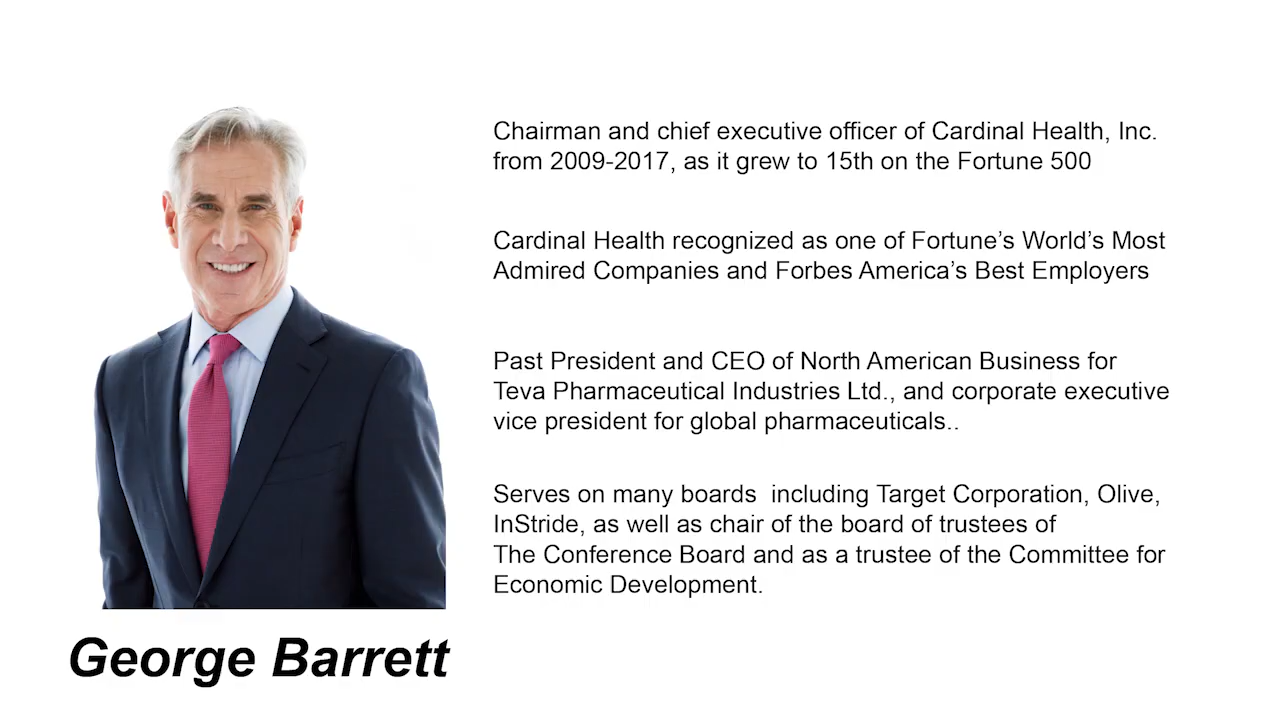 Chairman and chief executive officer of Cardinal Health, Inc.
from 2009-2017, as it grew to 15th on the Fortune 500
Cardinal Health recognized as one of Fortune’s World’s Most
Admired Companies and Forbes America’s Best Employers
Past President and CEO of North American Business for
Teva Pharmaceutical Industries Ltd., and corporate executive
vice president for global pharmaceuticals..
Serves on many boards  including Target Corporation, Olive,
InStride, as well as chair of the board of trustees of
The Conference Board and as a trustee of the Committee for
Economic Development.
George Barrett